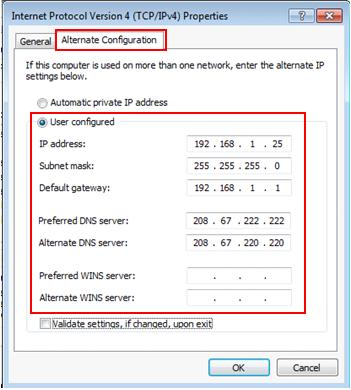 Internet Protocol Version 4 (TCP/IPv4) Properties
General Alternate Configuration
If this computer is used on more than one network, enter the alternate IP
settings below.
Automatic private IP address
User configured
IP address: 192 . 168 . 1 . 25
Subnet mask: 255 . 255 . 255 . 0
Default gateway: 192 . 168 . 1 . 1
Preferred DNS server: 208 . 67 . 222 . 222
Alternate DNS server: 208 . 67 . 220 . 220
Preferred WINS server: . . .
Alternate WINS server: . . .
Validate settings, if changed, upon exit
OK Cancel